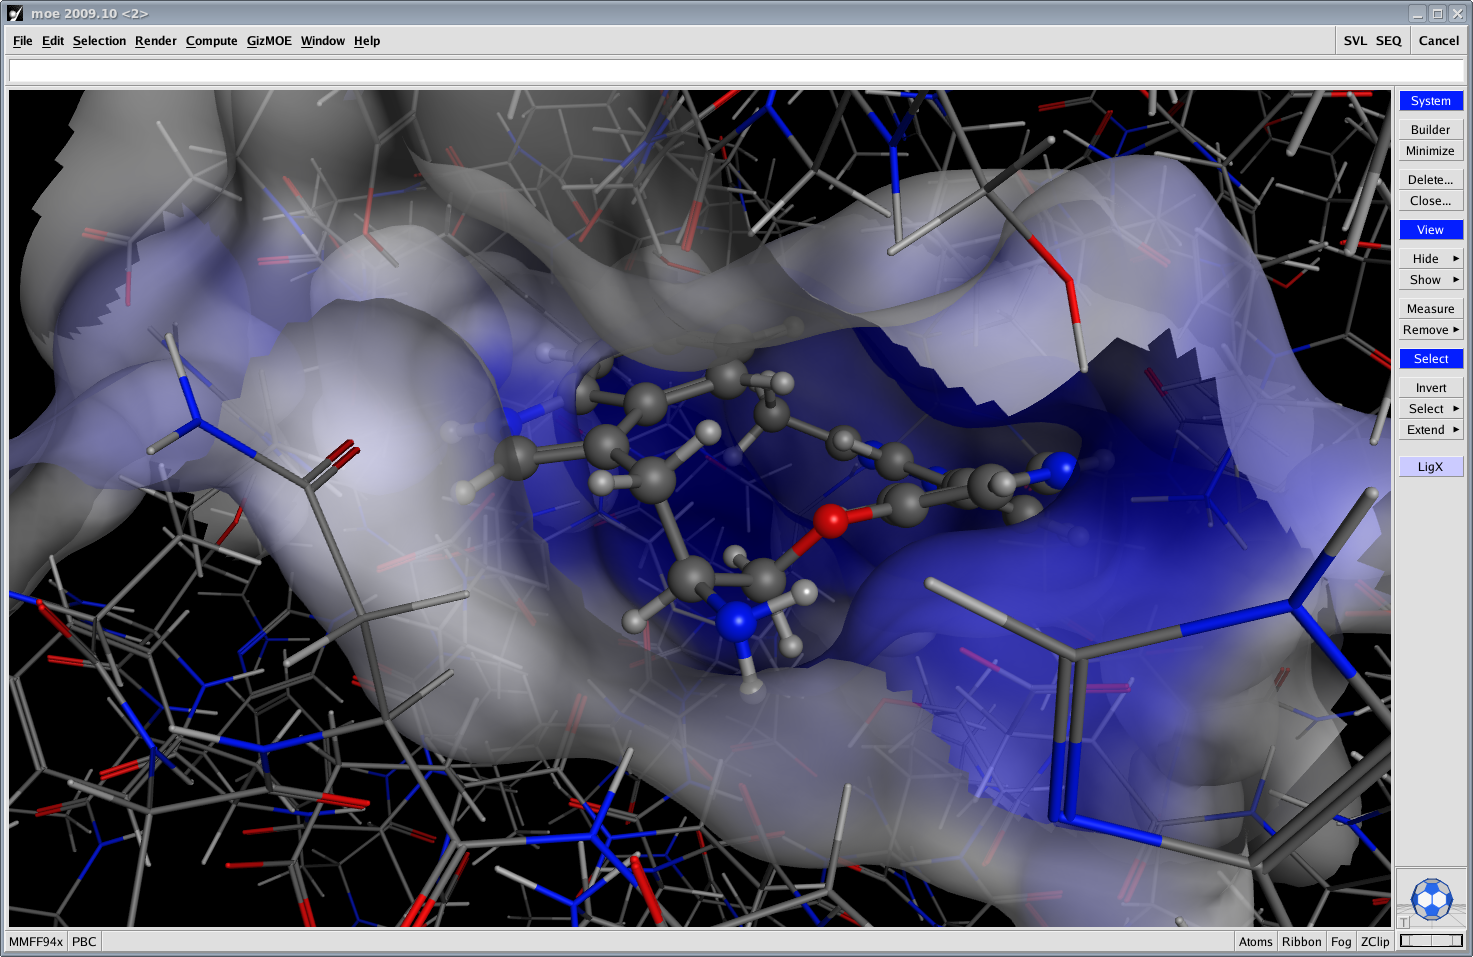 moe 2009.10 <2>
File Edit Selection Render Compute GizMOE Window Help SVL SEQ Cancel
System
Builder
Minimize
Delete...
Close...
View
Hide
Show
Measure
Remove
Select
Invert
Select
Extend
LigX
MMFF94x PBC Atoms Ribbon Fog ZClip